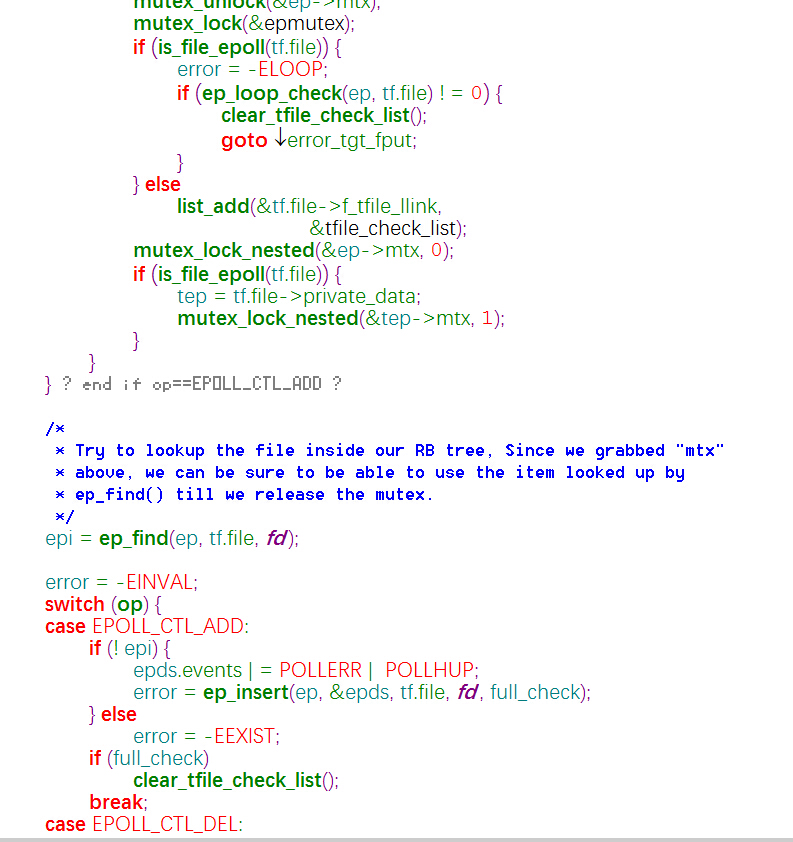 mutex_unlock(&ep->mtx);
mutex_lock(&epmutex);
if (is_file_epoll(tf.file)) {
error = -ELOOP;
if (ep_loop_check(ep, tf.file) ! = 0) {
clear_tfile_check_list();
goto ↓error_tgt_fput;
}
} else
list_add(&tf.file->f_tfile_llink,
&tfile_check_list);
mutex_lock_nested(&ep->mtx, 0);
if (is_file_epoll(tf.file)) {
tep = tf.file->private_data;
mutex_lock_nested(&tep->mtx, 1);
}
}
} ? end if op==EPOLL_CTL_ADD ?
/*
* Try to lookup the file inside our RB tree, Since we grabbed "mtx"
* above, we can be sure to be able to use the item looked up by
* ep_find() till we release the mutex.
*/
epi = ep_find(ep, tf.file, fd);
error = -EINVAL;
switch (op) {
case EPOLL_CTL_ADD:
if (! epi) {
epds.events | = POLLERR | POLLHUP;
error = ep_insert(ep, &epds, tf.file, fd, full_check);
} else
error = -EEXIST;
if (full_check)
clear_tfile_check_list();
break;
case EPOLL_CTL_DEL: